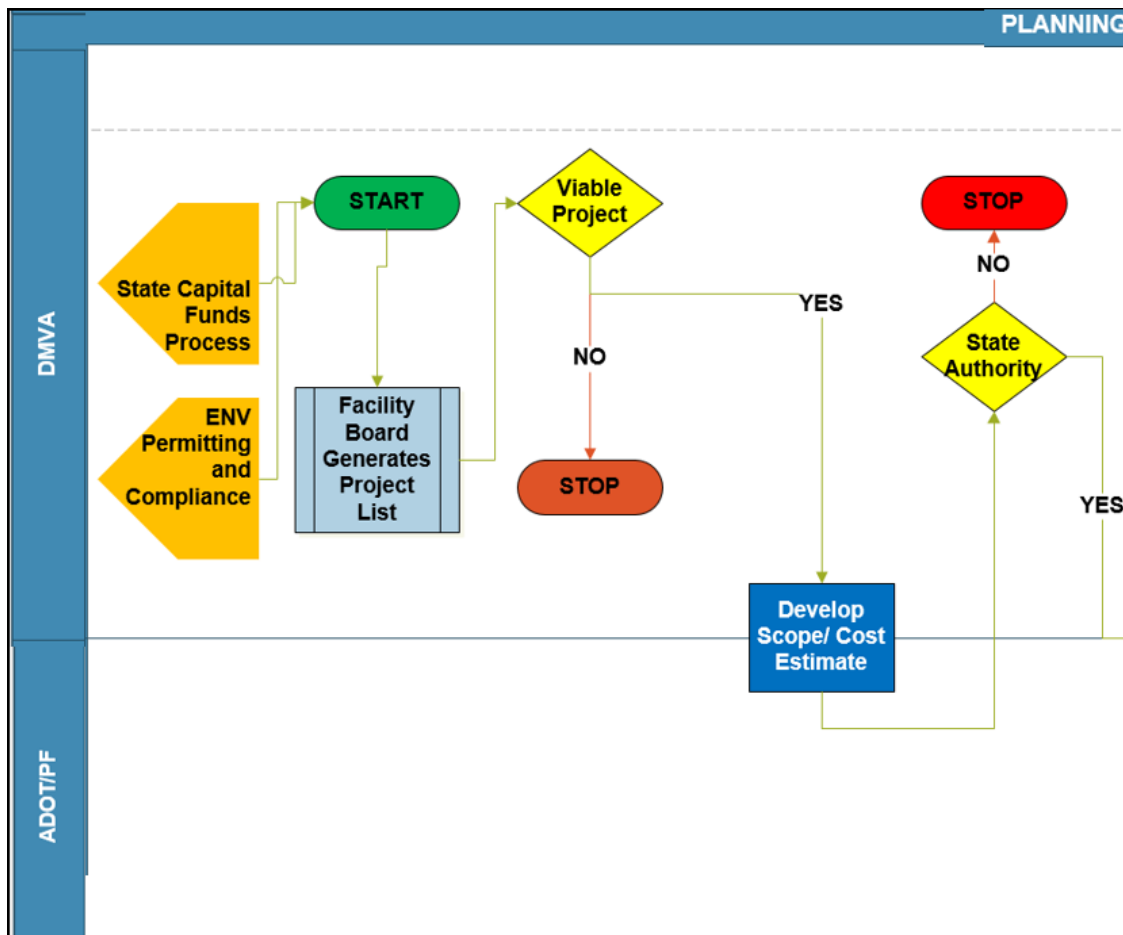 PLANNING
DMVA
ADOT/PF
START
Viable
Project
STOP
State Capital
Funds
Process
NO
YES
State
Authority
NO
STOP
ENV
Permitting
and
Compliance
Facility
Board
Generates
Project
List
YES
Develop
Scope/ Cost
Estimate